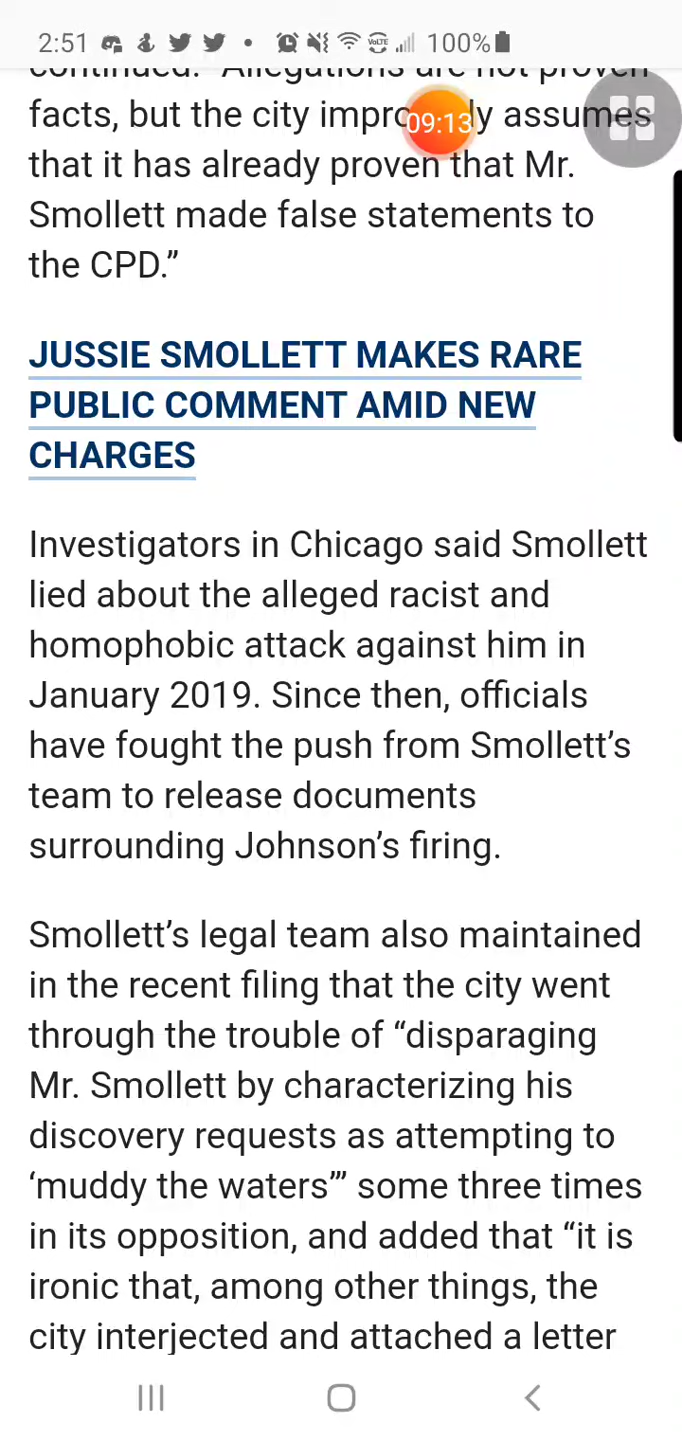 2:51 VoLTE 100%
continued. "Allegations are not proven
facts, but the city assumes
09:13
that it has already proven that Mr.
Smollett made false statements to
the CPD.”
JUSSIE SMOLLETT MAKES RARE
PUBLIC COMMENT AMID NEW
CHARGES
Investigators in Chicago said Smollett
lied about the alleged racist and
homophobic attack against him in
January 2019. Since then, officials
have fought the push from Smollett’s
team to release documents
surrounding Johnson’s firing.
Smollett’s legal team also maintained
in the recent filing that the city went
through the trouble of “disparaging
Mr. Smollett by characterizing his
discovery requests as attempting to
‘muddy the waters’” some three times
in its opposition, and added that “it is
ironic that, among other things, the
city interjected and attached a letter